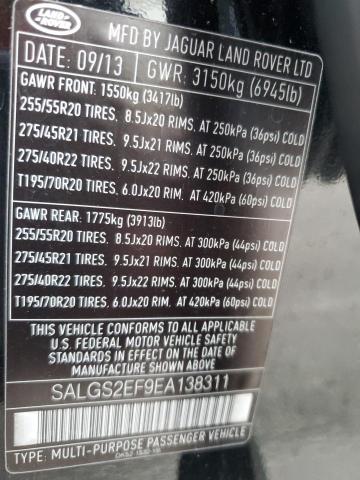 LAND ROVER
MFD BY JAGUAR LAND ROVER LTD
DATE: 09/13 GWR: 3150kg (6945lb)
GAWR FRONT: 1550kg (3417lb)
255/55R20 TIRES, 8.5Jx20 RIMS, AT 250kPA (36psi) COLD
275/45R21 TIRES, 9.5Jx21 RIMS, AT 250kPA (36psi) COLD
275/40R22 TIRES, 9.5Jx22 RIMS, AT 250kPA (36psi) COLD
T195/70R20 TIRES, 6.0Jx20 RIM, AT 420kPA (60psi) COLD
GAWR REAR: 1775kg (3913lb)
255/55R20 TIRES, 8.5Jx20 RIMS, AT 300kPA (44psi) COLD
275/45R21 TIRES, 9.5Jx21 RIMS, AT 300kPA (44psi) COLD
275/40R22 TIRES, 9.5Jx22 RIMS, AT 300kPA (44psi) COLD
T195/70R20 TIRES, 6.0Jx20 RIM, AT 420kPA (60psi) COLD
THIS VEHICLE CONFORMS TO ALL APPLICABLE
U.S. FEDERAL MOTOR VEHICLE SAFETY STANDARDS
IN EFFECT ON THE DATE OF
MANUFACTURE SHOWN ABOVE
SALGS2EF9EA138311
TYPE: MULTI-PURPOSE PASSENGER VEHICLE